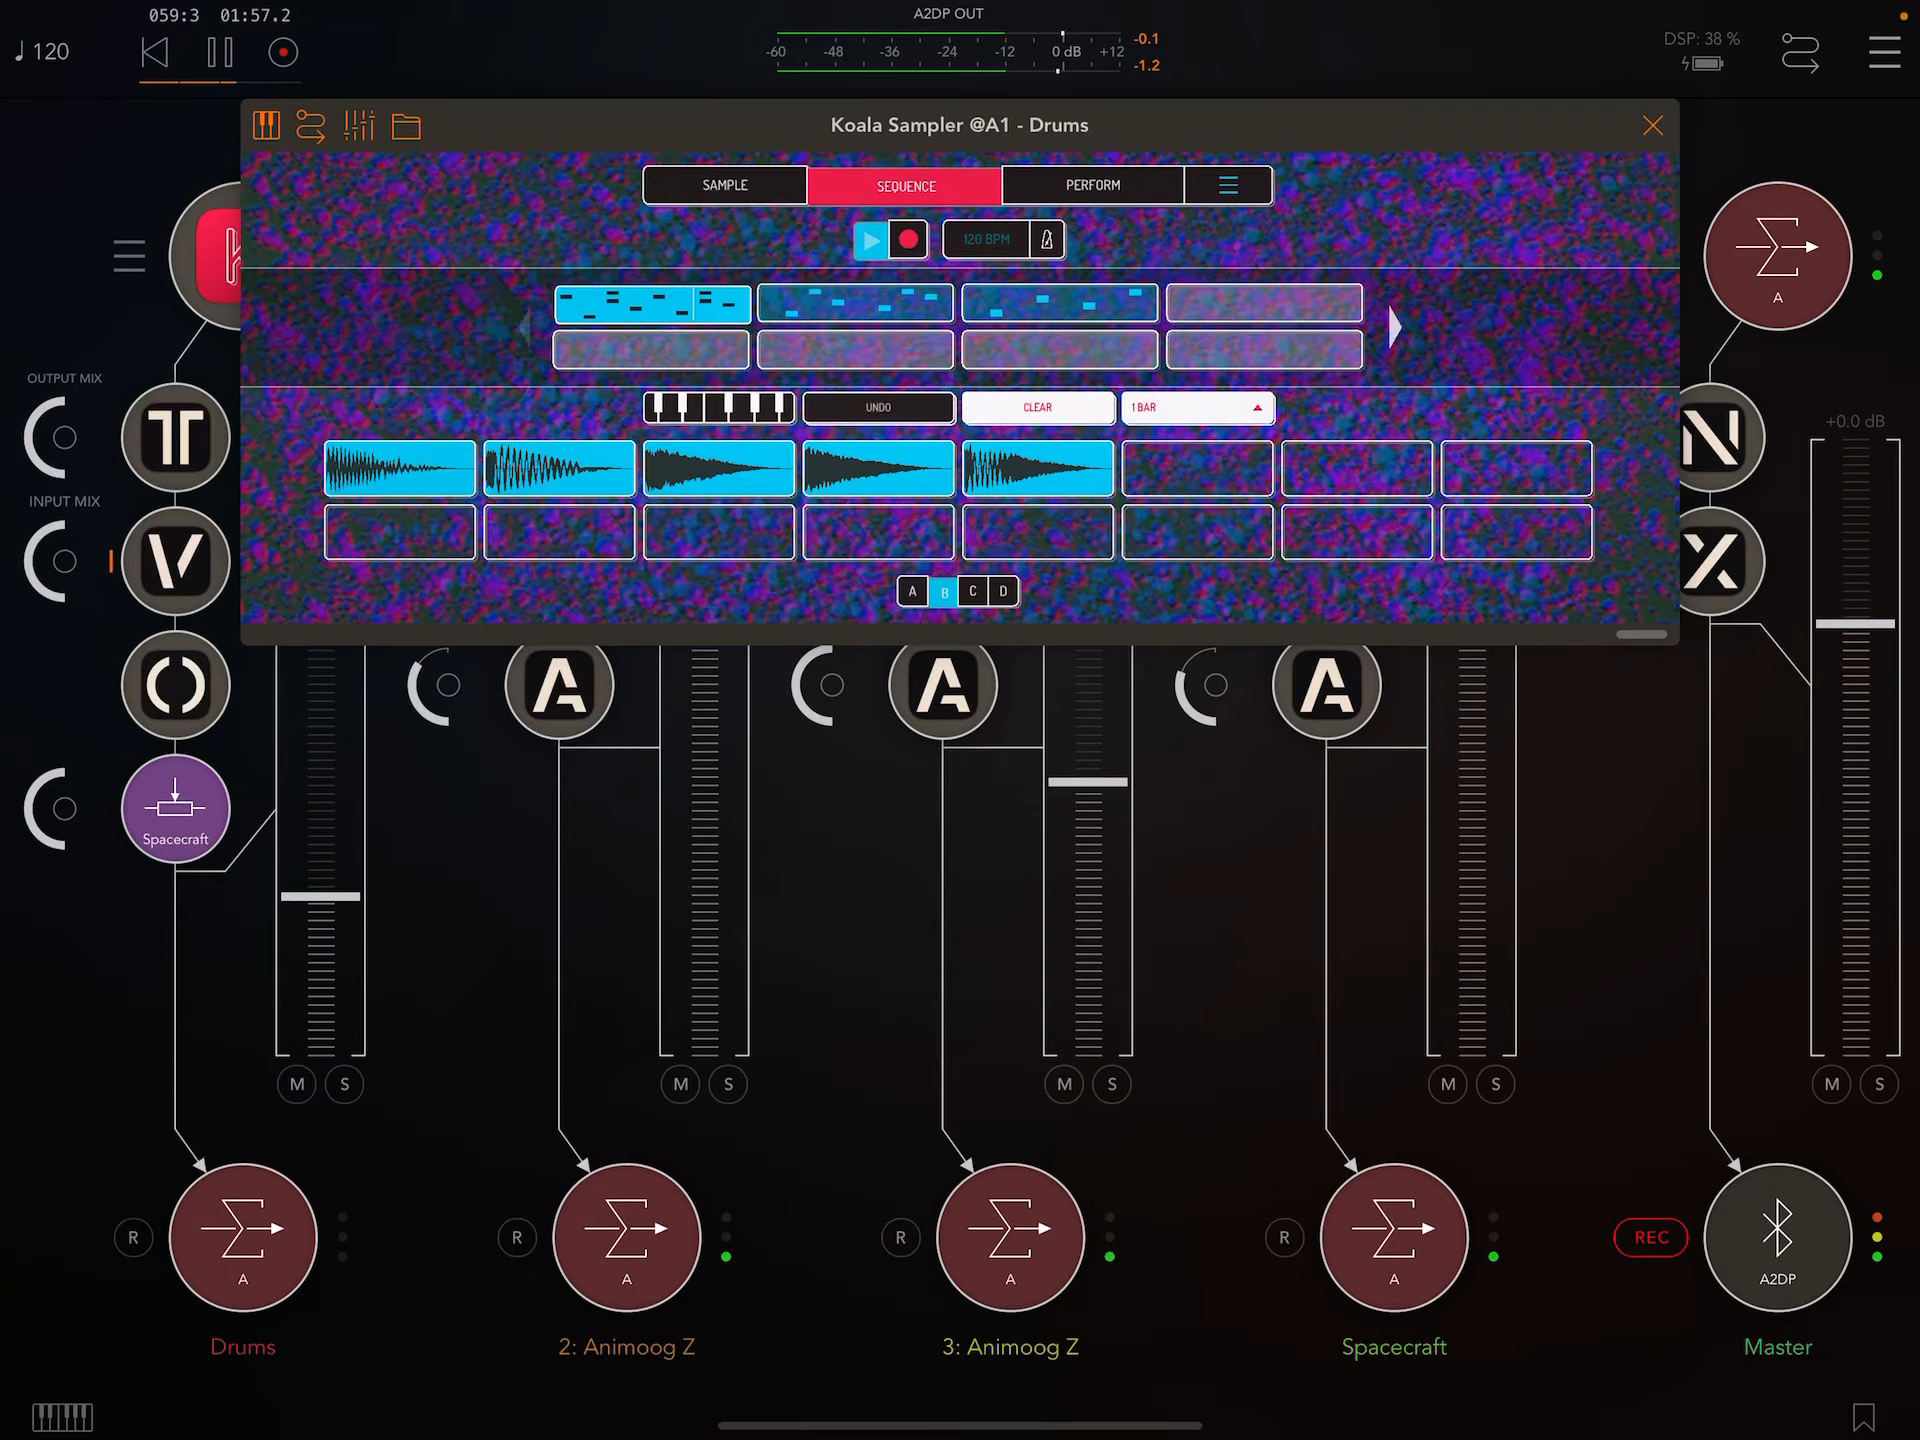 059:3 01:57.2
A2DP OUT
♩ 120
-60 -48 -36 -24 -12 0 dB +12
-0.1
-1.2
DSP: 38 %
Koala Sampler @A1 - Drums
SAMPLE SEQUENCE PERFORM
120 BPM
UNDO CLEAR 1 BAR
A B C D
A
OUTPUT MIX
INPUT MIX
+0.0 dB
T V N X
A A A
Spacecraft
M S M S M S M S M S
R R R R REC
A A A A A2DP
Drums 2: Animoog Z 3: Animoog Z Spacecraft Master